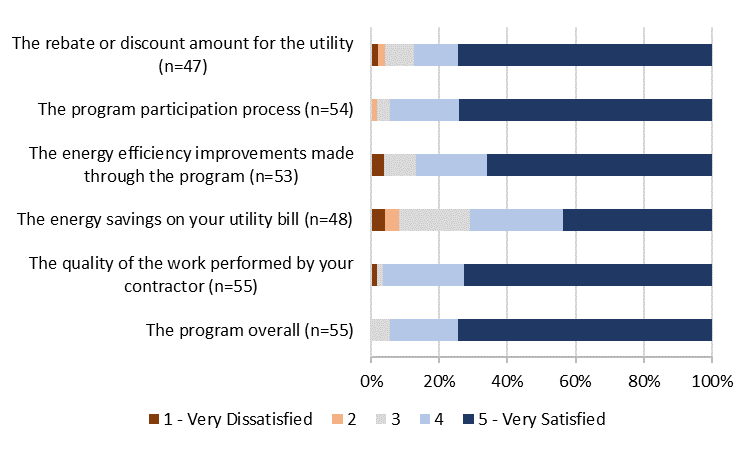 The rebate or discount amount for the utility
(n=47)
The program participation process (n=54)
The energy efficiency improvements made
through the program (n=53)
The energy savings on your utility bill (n=48)
The quality of the work performed by your
contractor (n=55)
The program overall (n=55)
0% 20% 40% 60% 80% 100%
1 - Very Dissatisfied 2 3 4 5 - Very Satisfied